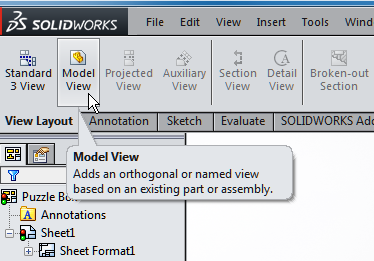 SOLIDWORKS File Edit View Insert Tools
Standard 3 View
Model View
Projected View
Auxiliary View
Section View
Detail View
Broken-out Section
View Layout Annotation Sketch Evaluate SOLIDWORKS Add
Model View
Adds an orthogonal or named view
based on an existing part or assembly.
Puzzle Bo
Annotations
Sheet1
Sheet Format1